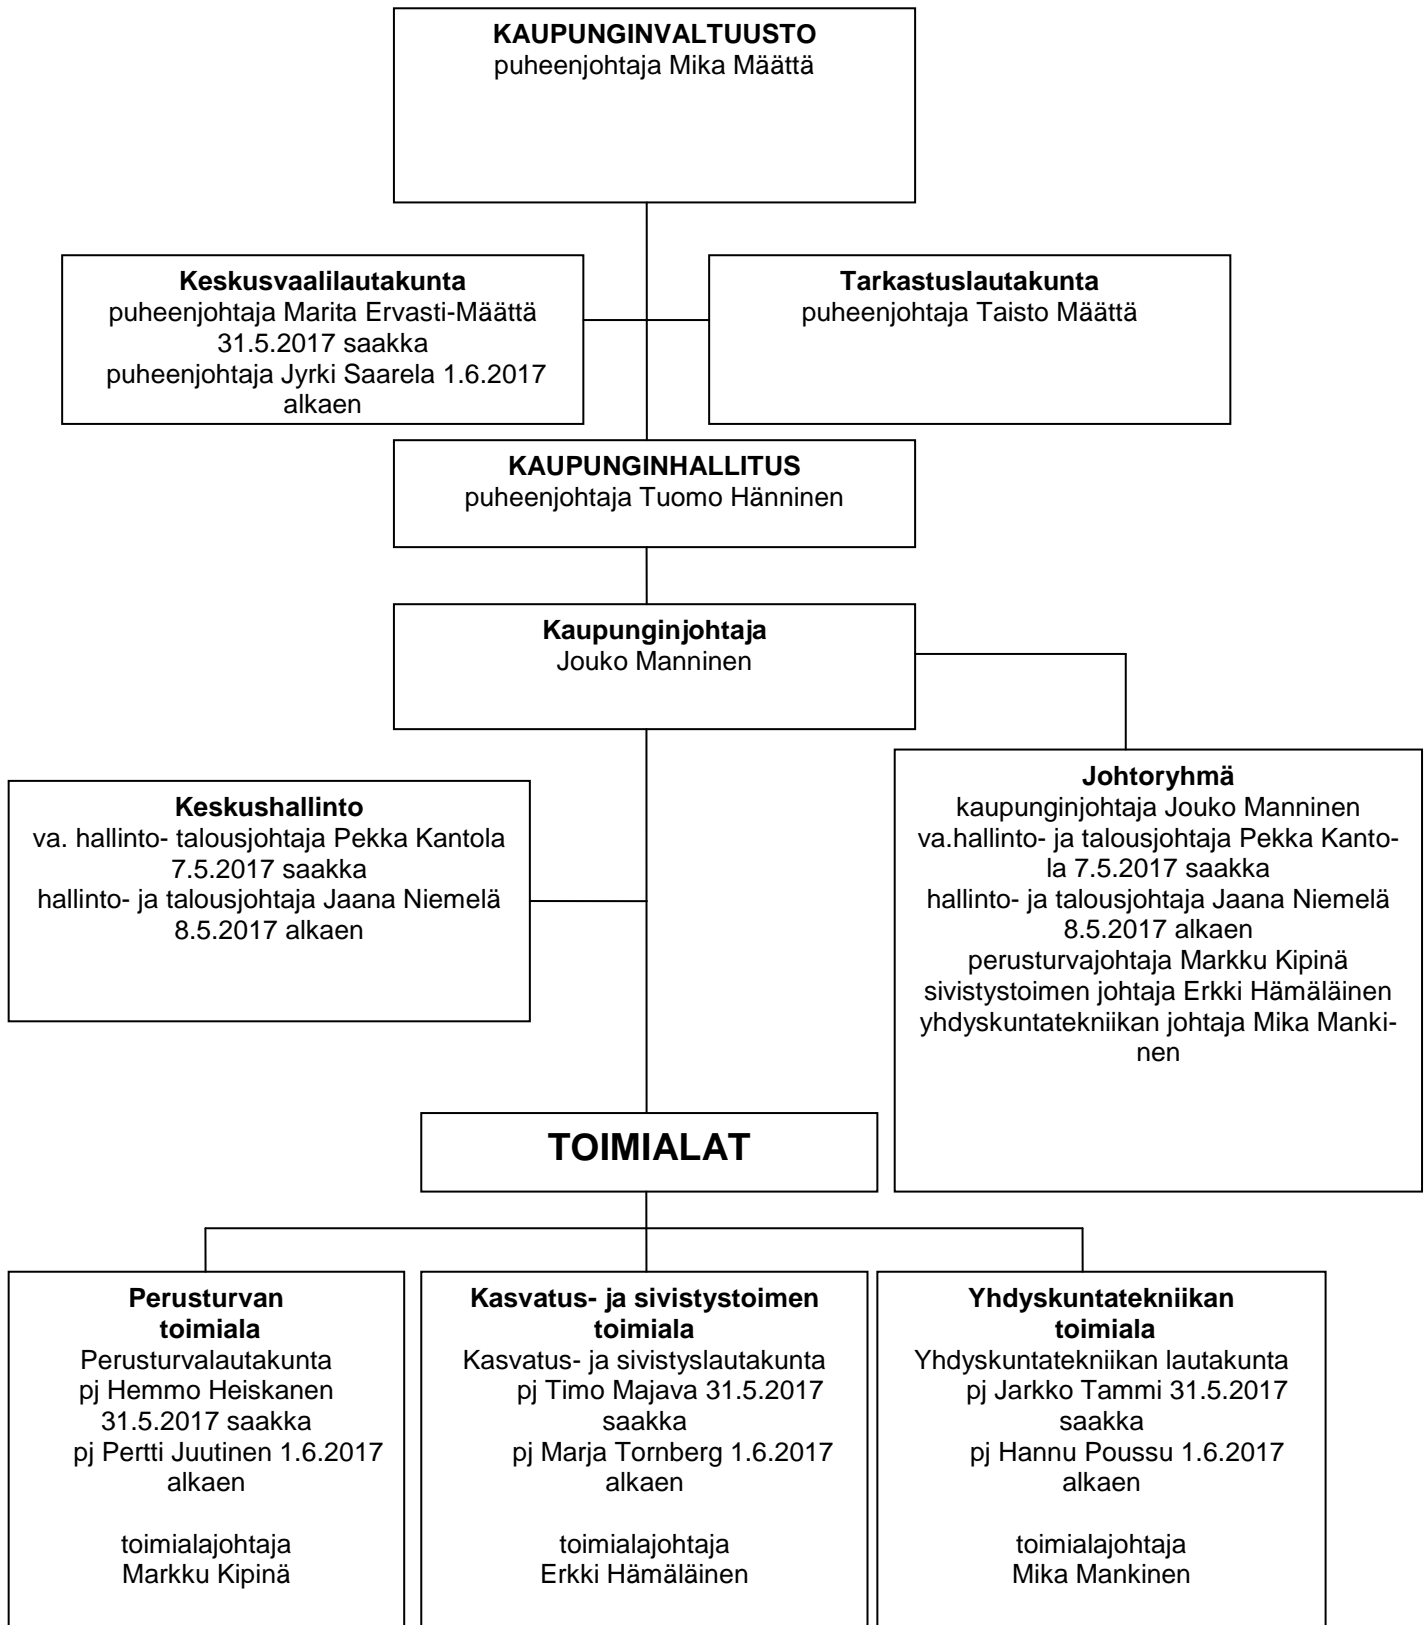 KAUPUNGINVALTUUSTO
puheenjohtaja Mika Määttä
Keskusvaalilautakunta
puheenjohtaja Marita Ervasti-Määttä
31.5.2017 saakka
puheenjohtaja Jyrki Saarela 1.6.2017
alkaen
Tarkastuslautakunta
puheenjohtaja Taisto Määttä
KAUPUNGINHALLITUS
puheenjohtaja Tuomo Hänninen
Kaupunginjohtaja
Jouko Manninen
Keskushallinto
va. hallinto- talousjohtaja Pekka Kantola
7.5.2017 saakka
hallinto- ja talousjohtaja Jaana Niemelä
8.5.2017 alkaen
Johtoryhmä
kaupunginjohtaja Jouko Manninen
va.hallinto- ja talousjohtaja Pekka Kanto-
la 7.5.2017 saakka
hallinto- ja talousjohtaja Jaana Niemelä
8.5.2017 alkaen
perusturvajohtaja Markku Kipinä
sivistystoimen johtaja Erkki Hämäläinen
yhdyskuntatekniikan johtaja Mika Manki-
nen
TOIMIALAT
Perusturvan
toimiala
Perusturvalautakunta
pj Hemmo Heiskanen
31.5.2017 saakka
pj Pertti Juutinen 1.6.2017
alkaen
toimialajohtaja
Markku Kipinä
Kasvatus- ja sivistystoimen
toimiala
Kasvatus- ja sivistyslautakunta
pj Timo Majava 31.5.2017
saakka
pj Marja Tornberg 1.6.2017
alkaen
toimialajohtaja
Erkki Hämäläinen
Yhdyskuntatekniikan
toimiala
Yhdyskuntatekniikan lautakunta
pj Jarkko Tammi 31.5.2017
saakka
pj Hannu Poussu 1.6.2017
alkaen
toimialajohtaja
Mika Mankinen